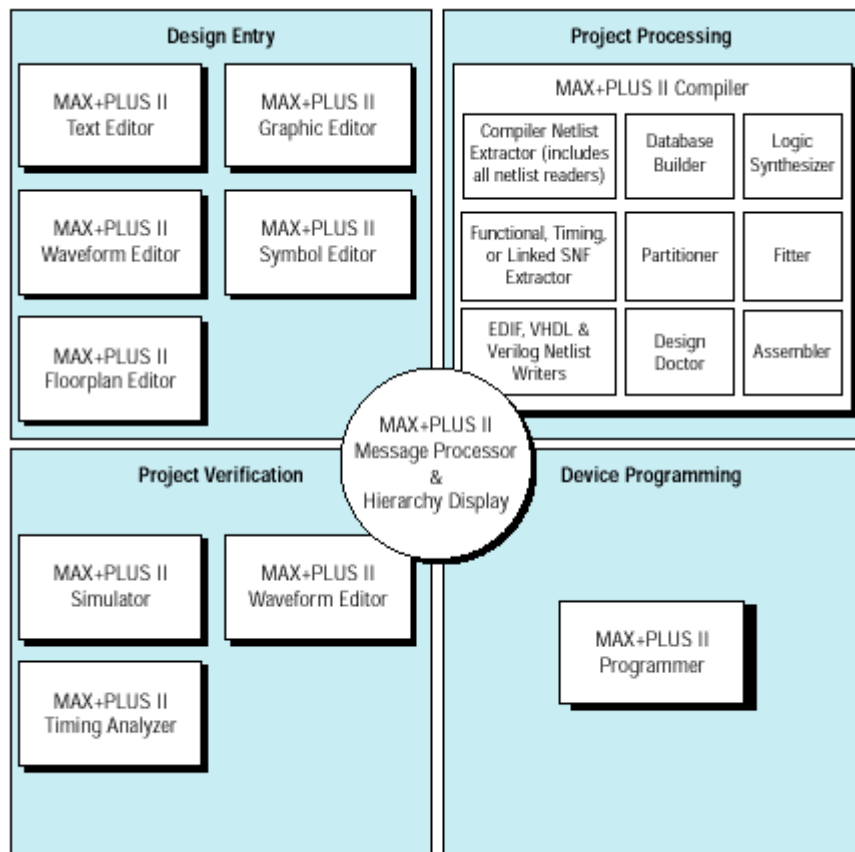 Design Entry
MAX+PLUS II
Text Editor
MAX+PLUS II
Graphic Editor
MAX+PLUS II
Waveform Editor
MAX+PLUS II
Symbol Editor
MAX+PLUS II
Floorplan Editor
Project Processing
MAX+PLUS II Compiler
Compiler Netlist
Extractor (includes
all netlist readers)
Database
Builder
Logic
Synthesizer
Functional, Timing,
or Linked SNF
Extractor
Partitioner
Fitter
EDIF, VHDL &
Verilog Netlist
Writers
Design
Doctor
Assembler
MAX+PLUS II
Message Processor
&
Hierarchy Display
Project Verification
MAX+PLUS II
Simulator
MAX+PLUS II
Waveform Editor
MAX+PLUS II
Timing Analyzer
Device Programming
MAX+PLUS II
Programmer